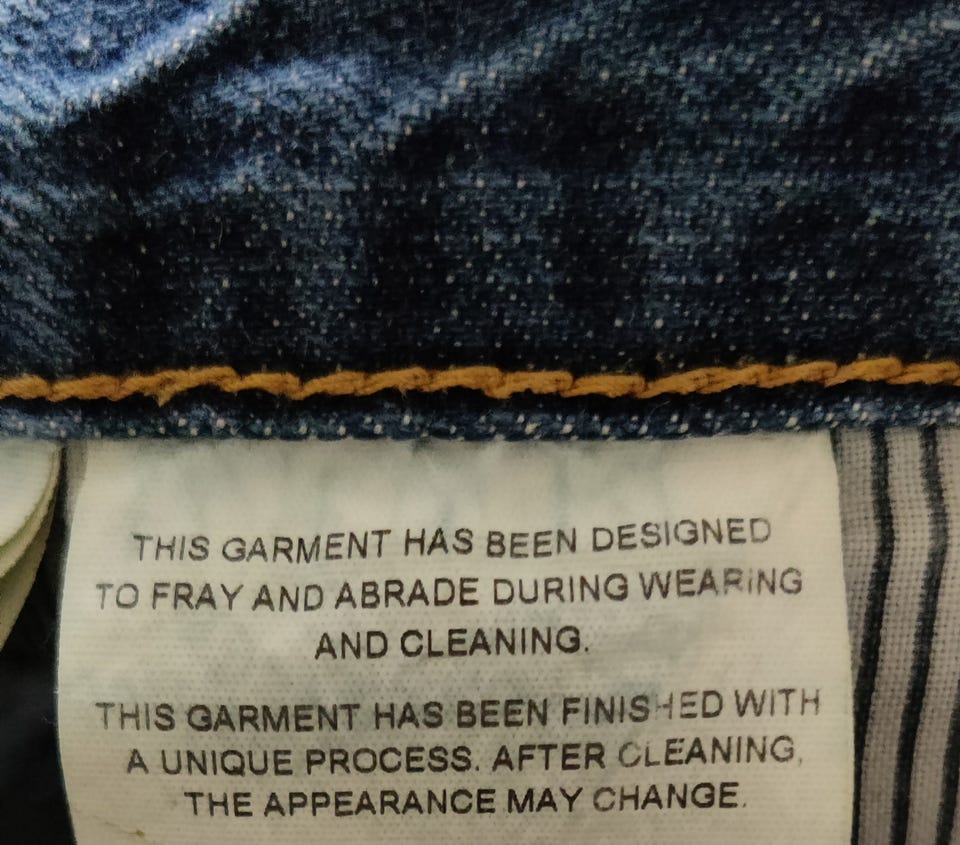 THIS GARMENT HAS BEEN DESIGNED
TO FRAY AND ABRADE DURING WEARING
AND CLEANING.
THIS GARMENT HAS BEEN FINISHED WITH
A UNIQUE PROCESS. AFTER CLEANING,
THE APPEARANCE MAY CHANGE.